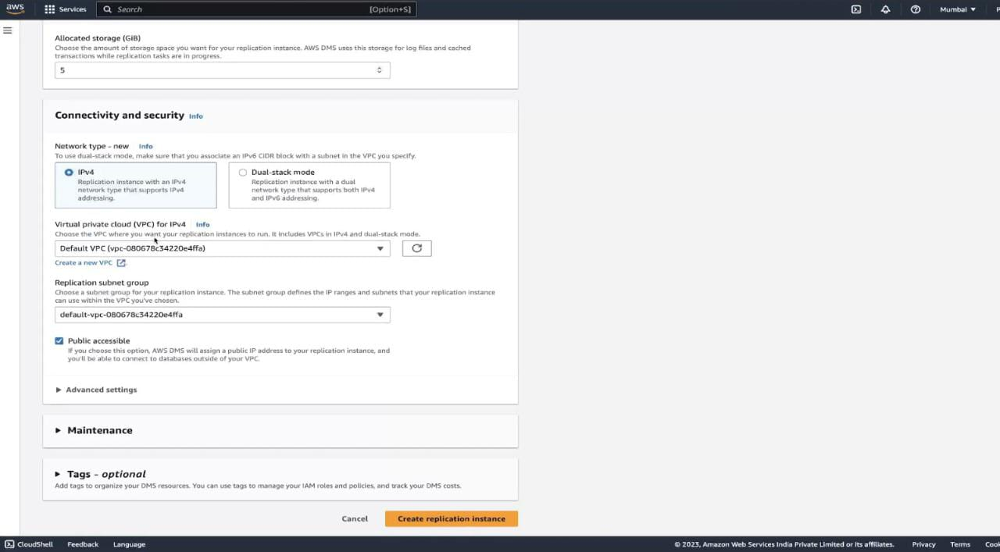 aws
Services
Search
[Option+S]
Mumbai
Allocated storage (GiB)
Choose the amount of storage space you want for your replication instance. AWS DMS uses this storage for log files and cached
transactions while replication tasks are in progress.
5
Connectivity and security Info
Network type - new Info
To use dual-stack mode, make sure that you associate an IPv6 CIDR block with a subnet in the VPC you specify.
IPv4
Replication instance with an IPv4
network type that supports IPv4
addressing.
Dual-stack mode
Replication instance with a dual
network type that supports both IPv4
and IPv6 addressing.
Virtual private cloud (VPC) for IPv4 Info
Choose the VPC where you want your replication instances to run. It includes VPCs in IPv4 and dual-stack mode.
Default VPC (vpc-080678c34220e4ffa)
Create a new VPC
Replication subnet group
Choose a subnet group for your replication instance. The subnet group defines the IP ranges and subnets that your replication instance
can use within the VPC you've chosen.
default-vpc-080678c34220e4ffa
Public accessible
If you choose this option, AWS DMS will assign a public IP address to your replication instance, and
you'll be able to connect to databases outside of your VPC.
Advanced settings
Maintenance
Tags - optional
Add tags to organize your DMS resources. You can use tags to manage your IAM roles and policies, and track your DMS costs.
Cancel
Create replication instance
CloudShell
Feedback
Language
© 2023, Amazon Web Services India Private Limited or its affiliates.
Privacy
Terms